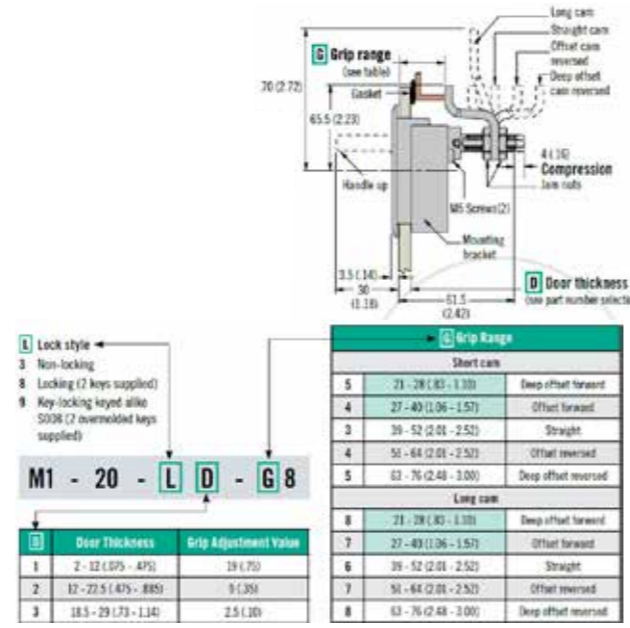 Long cam
Straight cam
Offset cam
reversed
Deep offset
cam reversed
G Grip range
(see table)
Gasket
70 (2.72)
65.5 (2.23)
4 (.16)
Compression
Jam nuts
Handle up
M5 Screws (2)
Mounting
bracket
3.5 (.14)
30
(1.18)
61.5
(2.42)
D Door thickness
(see part number selecti
L Lock style
3 Non-locking
8 Locking (2 keys supplied)
9 Key-locking keyed alike
S008 (2 overmolded keys
supplied)
M1 - 20 - L D - G 8
D Door Thickness Grip Adjustment Value
1 2 - 12 (.075 - .475) 19 (.75)
2 12 - 22.5 (.475 - .885) 9 (.35)
3 18.5 - 29 (.73 - 1.14) 2.5 (.10)
G Grip Range
Short cam
5 21 - 28 (.83 - 1.10) Deep offset forward
4 27 - 40 (1.06 - 1.57) Offset forward
3 39 - 52 (2.01 - 2.52) Straight
4 51 - 64 (2.01 - 2.52) Offset reversed
5 63 - 76 (2.48 - 3.00) Deep offset reversed
Long cam
8 21 - 28 (.83 - 1.10) Deep offset forward
7 27 - 40 (1.06 - 1.57) Offset forward
6 39 - 52 (2.01 - 2.52) Straight
7 51 - 64 (2.01 - 2.52) Offset reversed
8 63 - 76 (2.48 - 3.00) Deep offset reversed